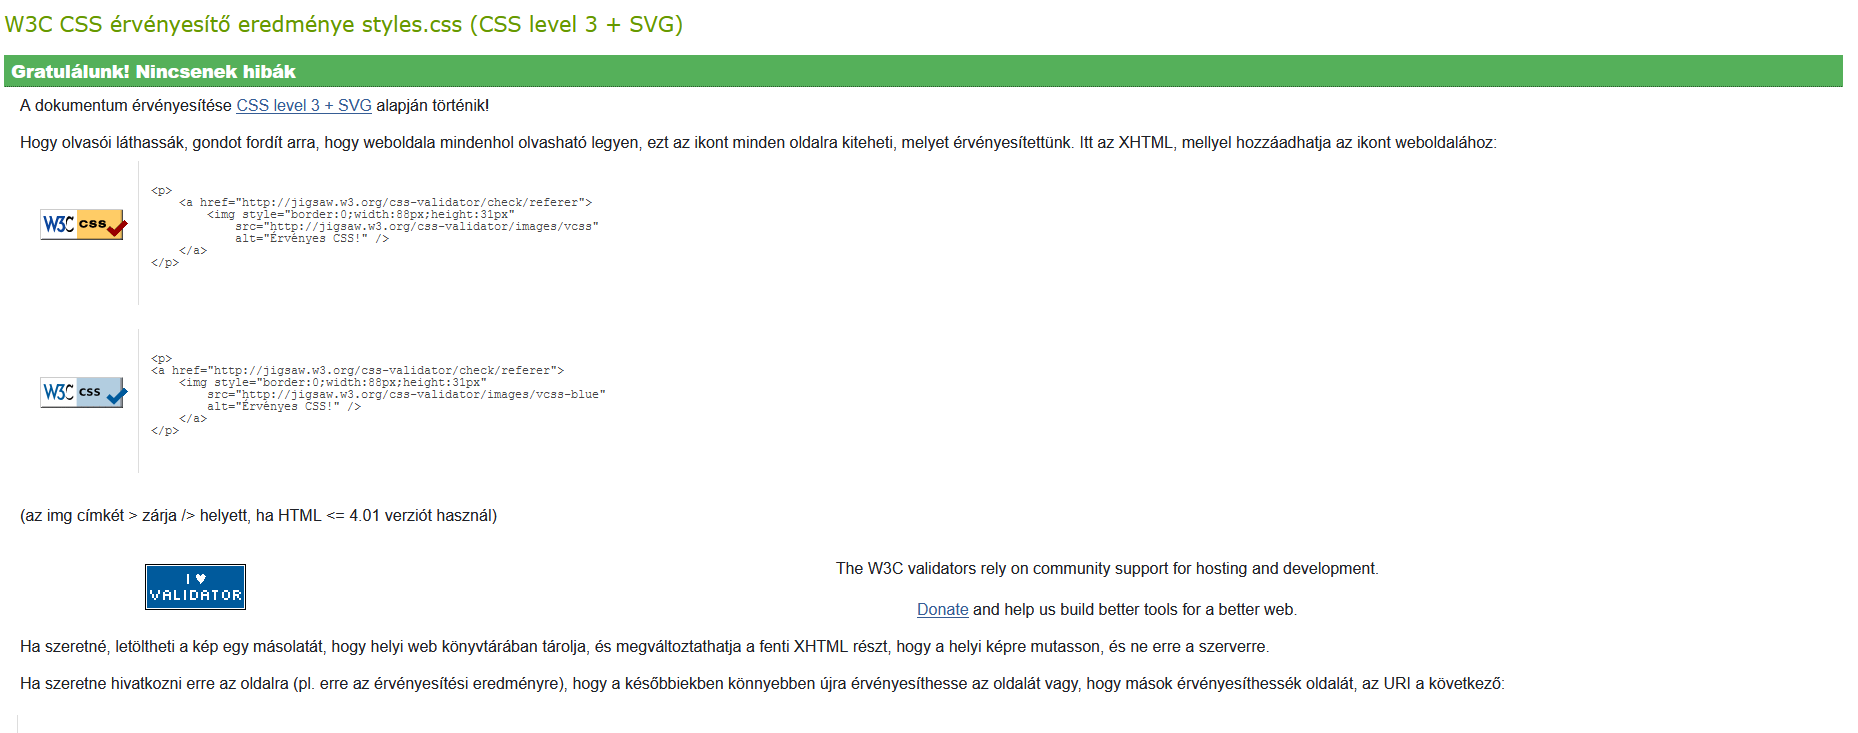 W3C CSS érvényesítő eredménye styles.css (CSS level 3 + SVG)
Gratulálunk! Nincsenek hibák
A dokumentum érvényesítése CSS level 3 + SVG alapján történik!
Hogy olvasói láthassák, gondot fordít arra, hogy weboldala mindenhol olvasható legyen, ezt az ikont minden oldalra kiteheti, melyet érvényesítettünk. Itt az XHTML, mellyel hozzáadhatja az ikont weboldalához:
W3C css
<p>
<a href="http://jigsaw.w3.org/css-validator/check/referer">
<img style="border:0;width:88px;height:31px"
src="http://jigsaw.w3.org/css-validator/images/vcss"
alt="Érvényes CSS!" />
</a>
</p>
W3C css
<p>
<a href="http://jigsaw.w3.org/css-validator/check/referer">
<img style="border:0;width:88px;height:31px"
src="http://jigsaw.w3.org/css-validator/images/vcss-blue"
alt="Érvényes CSS!" />
</a>
</p>
(az img címkét > zárja /> helyett, ha HTML <= 4.01 verziót használ)
I ♥
VALIDATOR
The W3C validators rely on community support for hosting and development.
Donate and help us build better tools for a better web.
Ha szeretné, letöltheti a kép egy másolatát, hogy helyi web könyvtárában tárolja, és megváltoztathatja a fenti XHTML részt, hogy a helyi képre mutasson, és ne erre a szerverre.
Ha szeretne hivatkozni erre az oldalra (pl. erre az érvényesítési eredményre), hogy a későbbiekben könnyebben újra érvényesíthesse az oldalát vagy, hogy mások érvényesíthessék oldalát, az URI a következő: